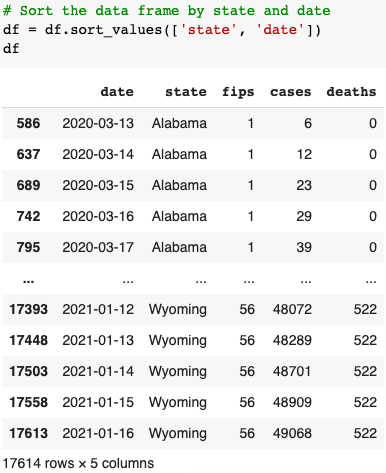 # Sort the data frame by state and date
df = df.sort_values(['state', 'date'])
df
date state fips cases deaths
586 2020-03-13 Alabama 1 6 0
637 2020-03-14 Alabama 1 12 0
689 2020-03-15 Alabama 1 23 0
742 2020-03-16 Alabama 1 29 0
795 2020-03-17 Alabama 1 39 0
... ... ... ... ... ...
17393 2021-01-12 Wyoming 56 48072 522
17448 2021-01-13 Wyoming 56 48289 522
17503 2021-01-14 Wyoming 56 48701 522
17558 2021-01-15 Wyoming 56 48909 522
17613 2021-01-16 Wyoming 56 49068 522
17614 rows × 5 columns